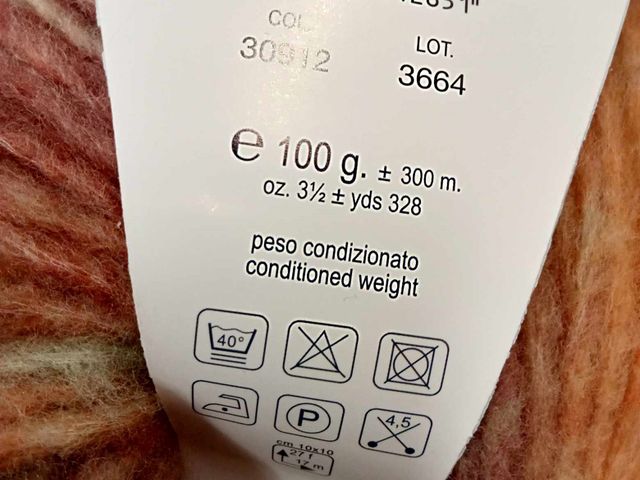 COL.
LOT.
30912
3664
℮ 100 g. ± 300 m.
oz. 3½ ± yds 328
peso condizionato
conditioned weight
40°
P
4,5
cm 10x10
27 f
17 m